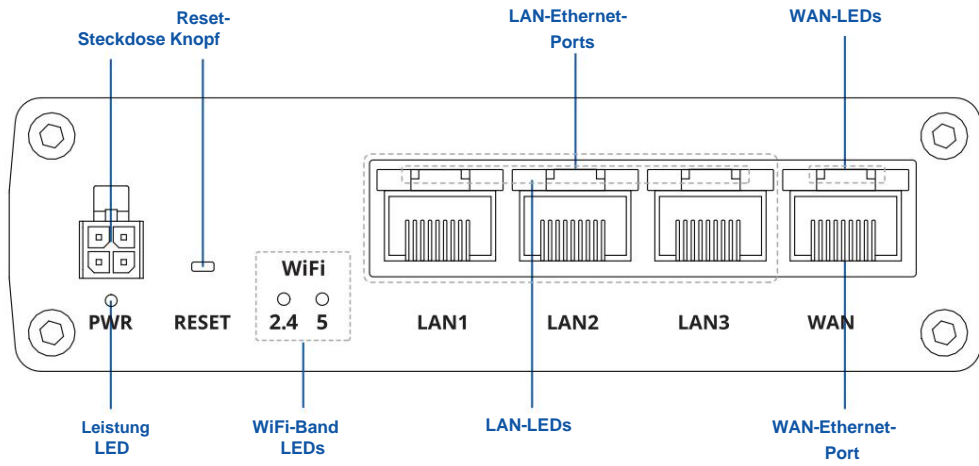 Reset-
Steckdose Knopf
LAN-Ethernet-
Ports
WAN-LEDs
WiFi
PWR
RESET
2.4 5
LAN1
LAN2
LAN3
WAN
Leistung
LED
WiFi-Band
LEDs
LAN-LEDs
WAN-Ethernet-
Port